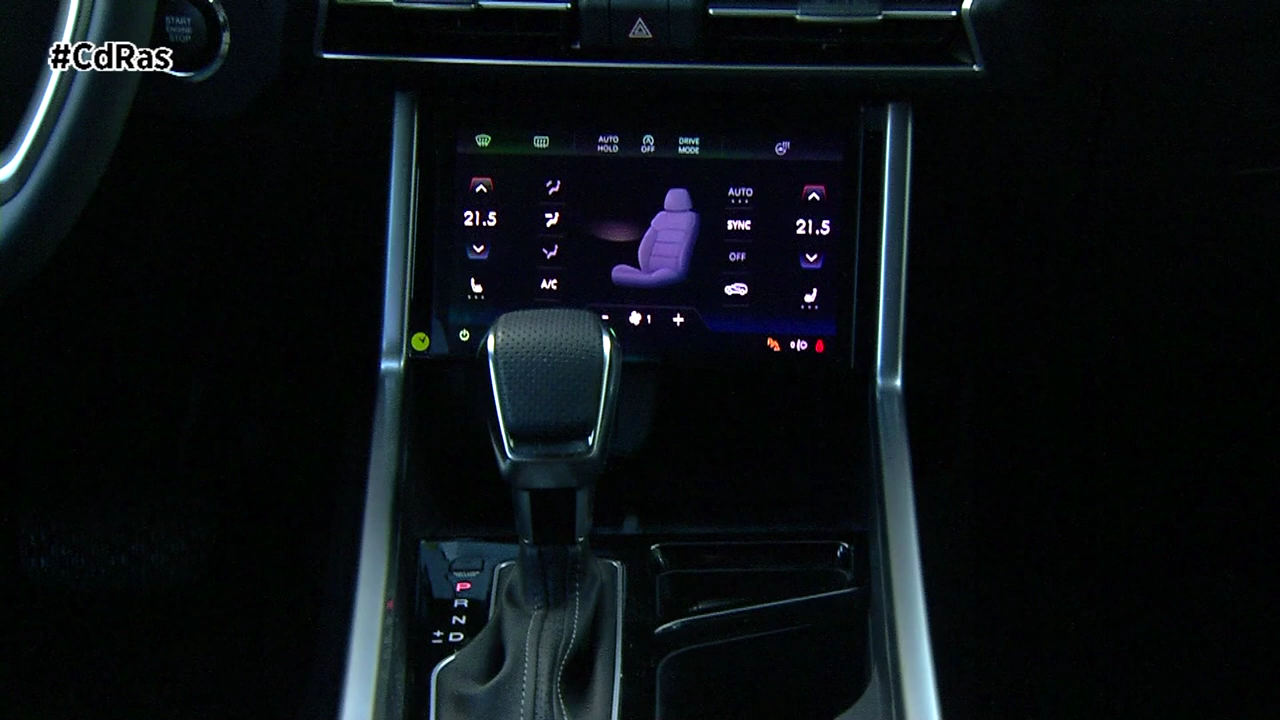 START
ENGINE
STOP
#CdRas
AUTO
HOLD
OFF
DRIVE
MODE
21.5
A/C
AUTO
SYNC
OFF
21.5
- 1 +
P
R
N
± D